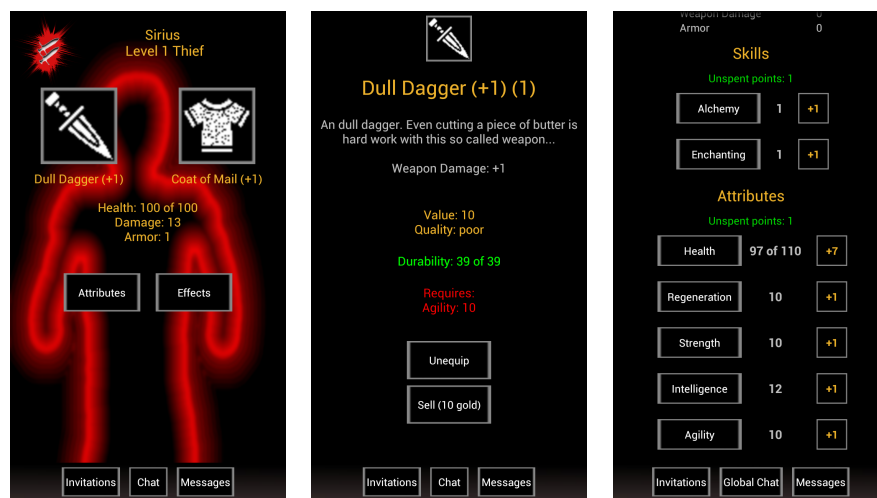 Sirius
Level 1 Thief
Dull Dagger (+1)
Coat of Mail (+1)
Health: 100 of 100
Damage: 13
Armor: 1
Attributes
Effects
Invitations
Chat
Messages
Dull Dagger (+1) (1)
An dull dagger. Even cutting a piece of butter is
hard work with this so called weapon...
Weapon Damage: +1
Value: 10
Quality: poor
Durability: 39 of 39
Requires:
Agility: 10
Unequip
Sell (10 gold)
Invitations
Chat
Messages
Weapon Damage 0
Armor 0
Skills
Unspent points: 1
Alchemy 1 +1
Enchanting 1 +1
Attributes
Unspent points: 1
Health 97 of 110 +7
Regeneration 10 +1
Strength 10 +1
Intelligence 12 +1
Agility 10 +1
Invitations
Global Chat
Messages